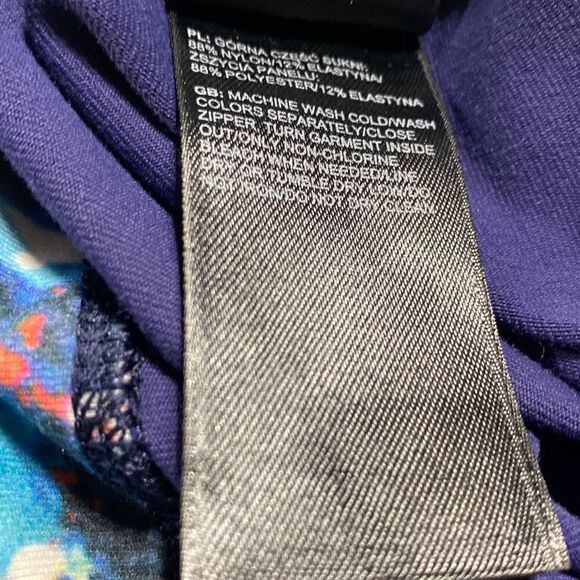 PL: GÓRNA CZĘŚĆ SUKNI:
88% NYLON/12% ELASTYNA/
ZSZYCIA PANELU:
88% POLYESTER/12% ELASTYNA
GB: MACHINE WASH COLD/WASH
COLORS SEPARATELY/CLOSE
ZIPPER, TURN GARMENT INSIDE
OUT/ONLY NON-CHLORINE
BLEACH WHEN NEEDED/LINE
DRY OR TUMBLE DRY LOW/DO
NOT IRON/DO NOT DRY CLEAN.